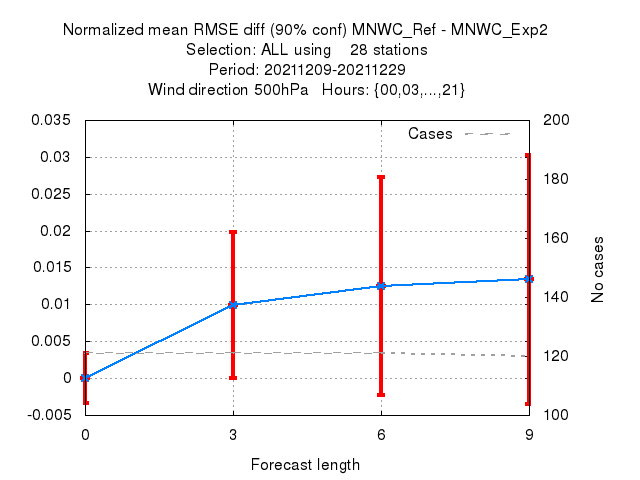 Normalized mean RMSE diff (90% conf) MNWC_Ref - MNWC_Exp2
Selection: ALL using    28 stations
Period: 20211209-20211229
Wind direction 500hPa   Hours: {00,03,...,21}
0.035
0.03
0.025
0.02
0.015
0.01
0.005
0
-0.005
Cases
200
180
160
140
120
100
No cases
0
3
6
9
Forecast length